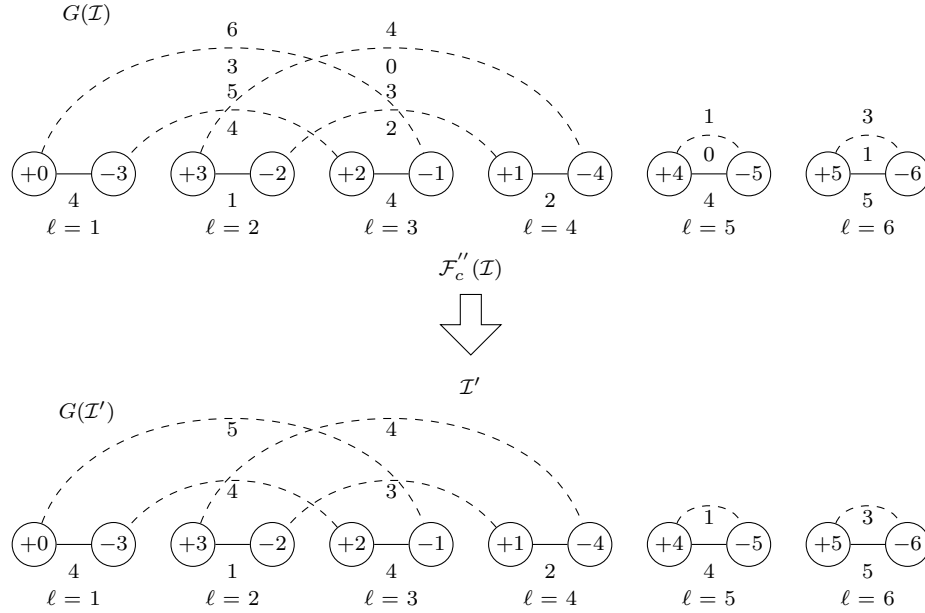 G(I)
6 4
3 0 1 3
5 3
4 2 0 1
+0 −3 +3 −2 +2 −1 +1 −4 +4 −5 +5 −6
4 1 4 2 4 5
ℓ = 1 ℓ = 2 ℓ = 3 ℓ = 4 ℓ = 5 ℓ = 6
F''c(I)
I′
G(I′)
5 4
4 3 1 3
+0 −3 +3 −2 +2 −1 +1 −4 +4 −5 +5 −6
4 1 4 2 4 5
ℓ = 1 ℓ = 2 ℓ = 3 ℓ = 4 ℓ = 5 ℓ = 6